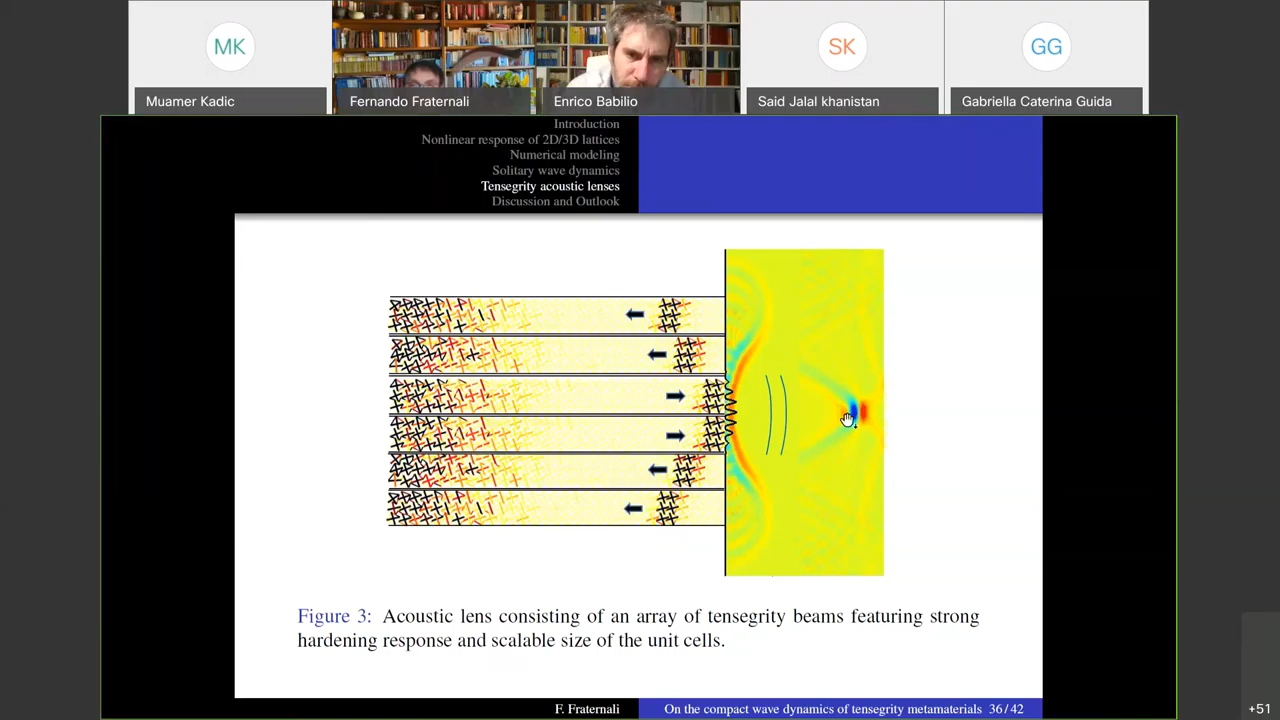 MK
SK
GG
Muamer Kadic
Fernando Fraternali
Enrico Babilio
Said Jalal khanistan
Gabriella Caterina Guida
Introduction
Nonlinear response of 2D/3D lattices
Numerical modeling
Solitary wave dynamics
Tensegrity acoustic lenses
Discussion and Outlook
Figure 3: Acoustic lens consisting of an array of tensegrity beams featuring strong
hardening response and scalable size of the unit cells.
F. Fraternali
On the compact wave dynamics of tensegrity metamaterials 36/42
+51